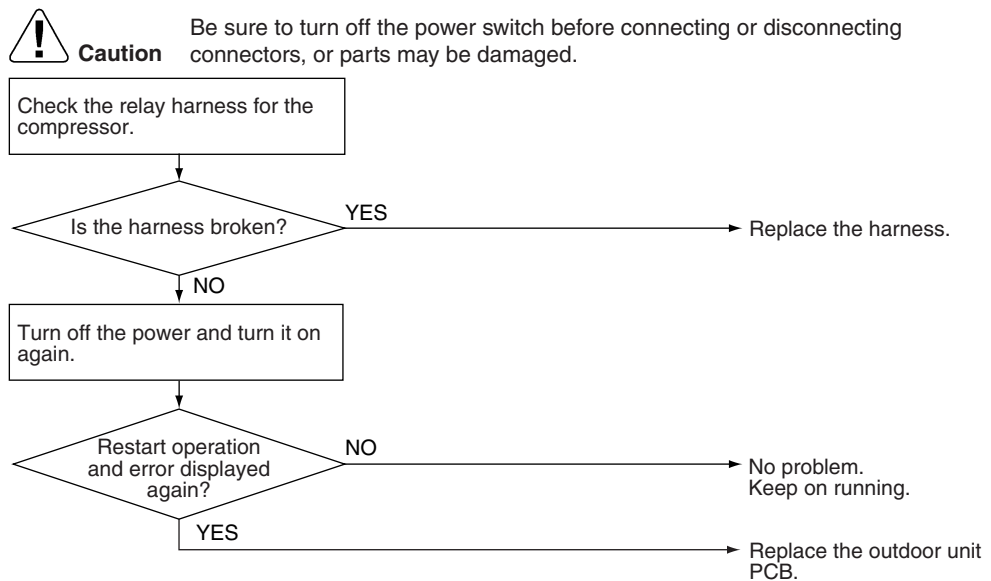 Be sure to turn off the power switch before connecting or disconnecting
Caution connectors, or parts may be damaged.
Check the relay harness for the
compressor.
Is the harness broken?
YES
Replace the harness.
NO
Turn off the power and turn it on
again.
Restart operation
and error displayed
again?
NO
No problem.
Keep on running.
YES
Replace the outdoor unit
PCB.